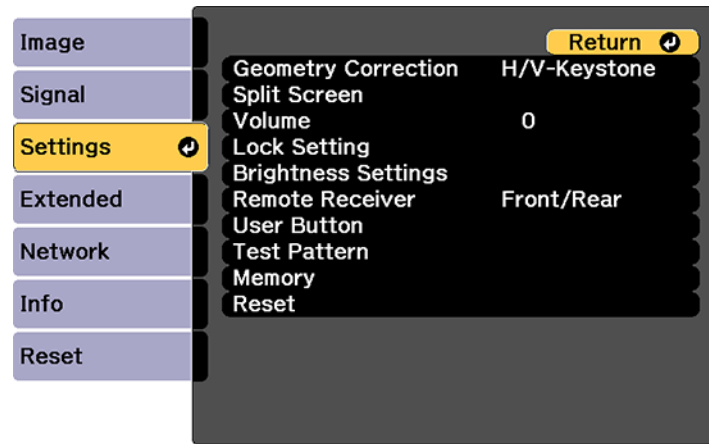 Image
Signal
Settings
Extended
Network
Info
Reset
Return
Geometry Correction H/V-Keystone
Split Screen
Volume 0
Lock Setting
Brightness Settings
Remote Receiver Front/Rear
User Button
Test Pattern
Memory
Reset